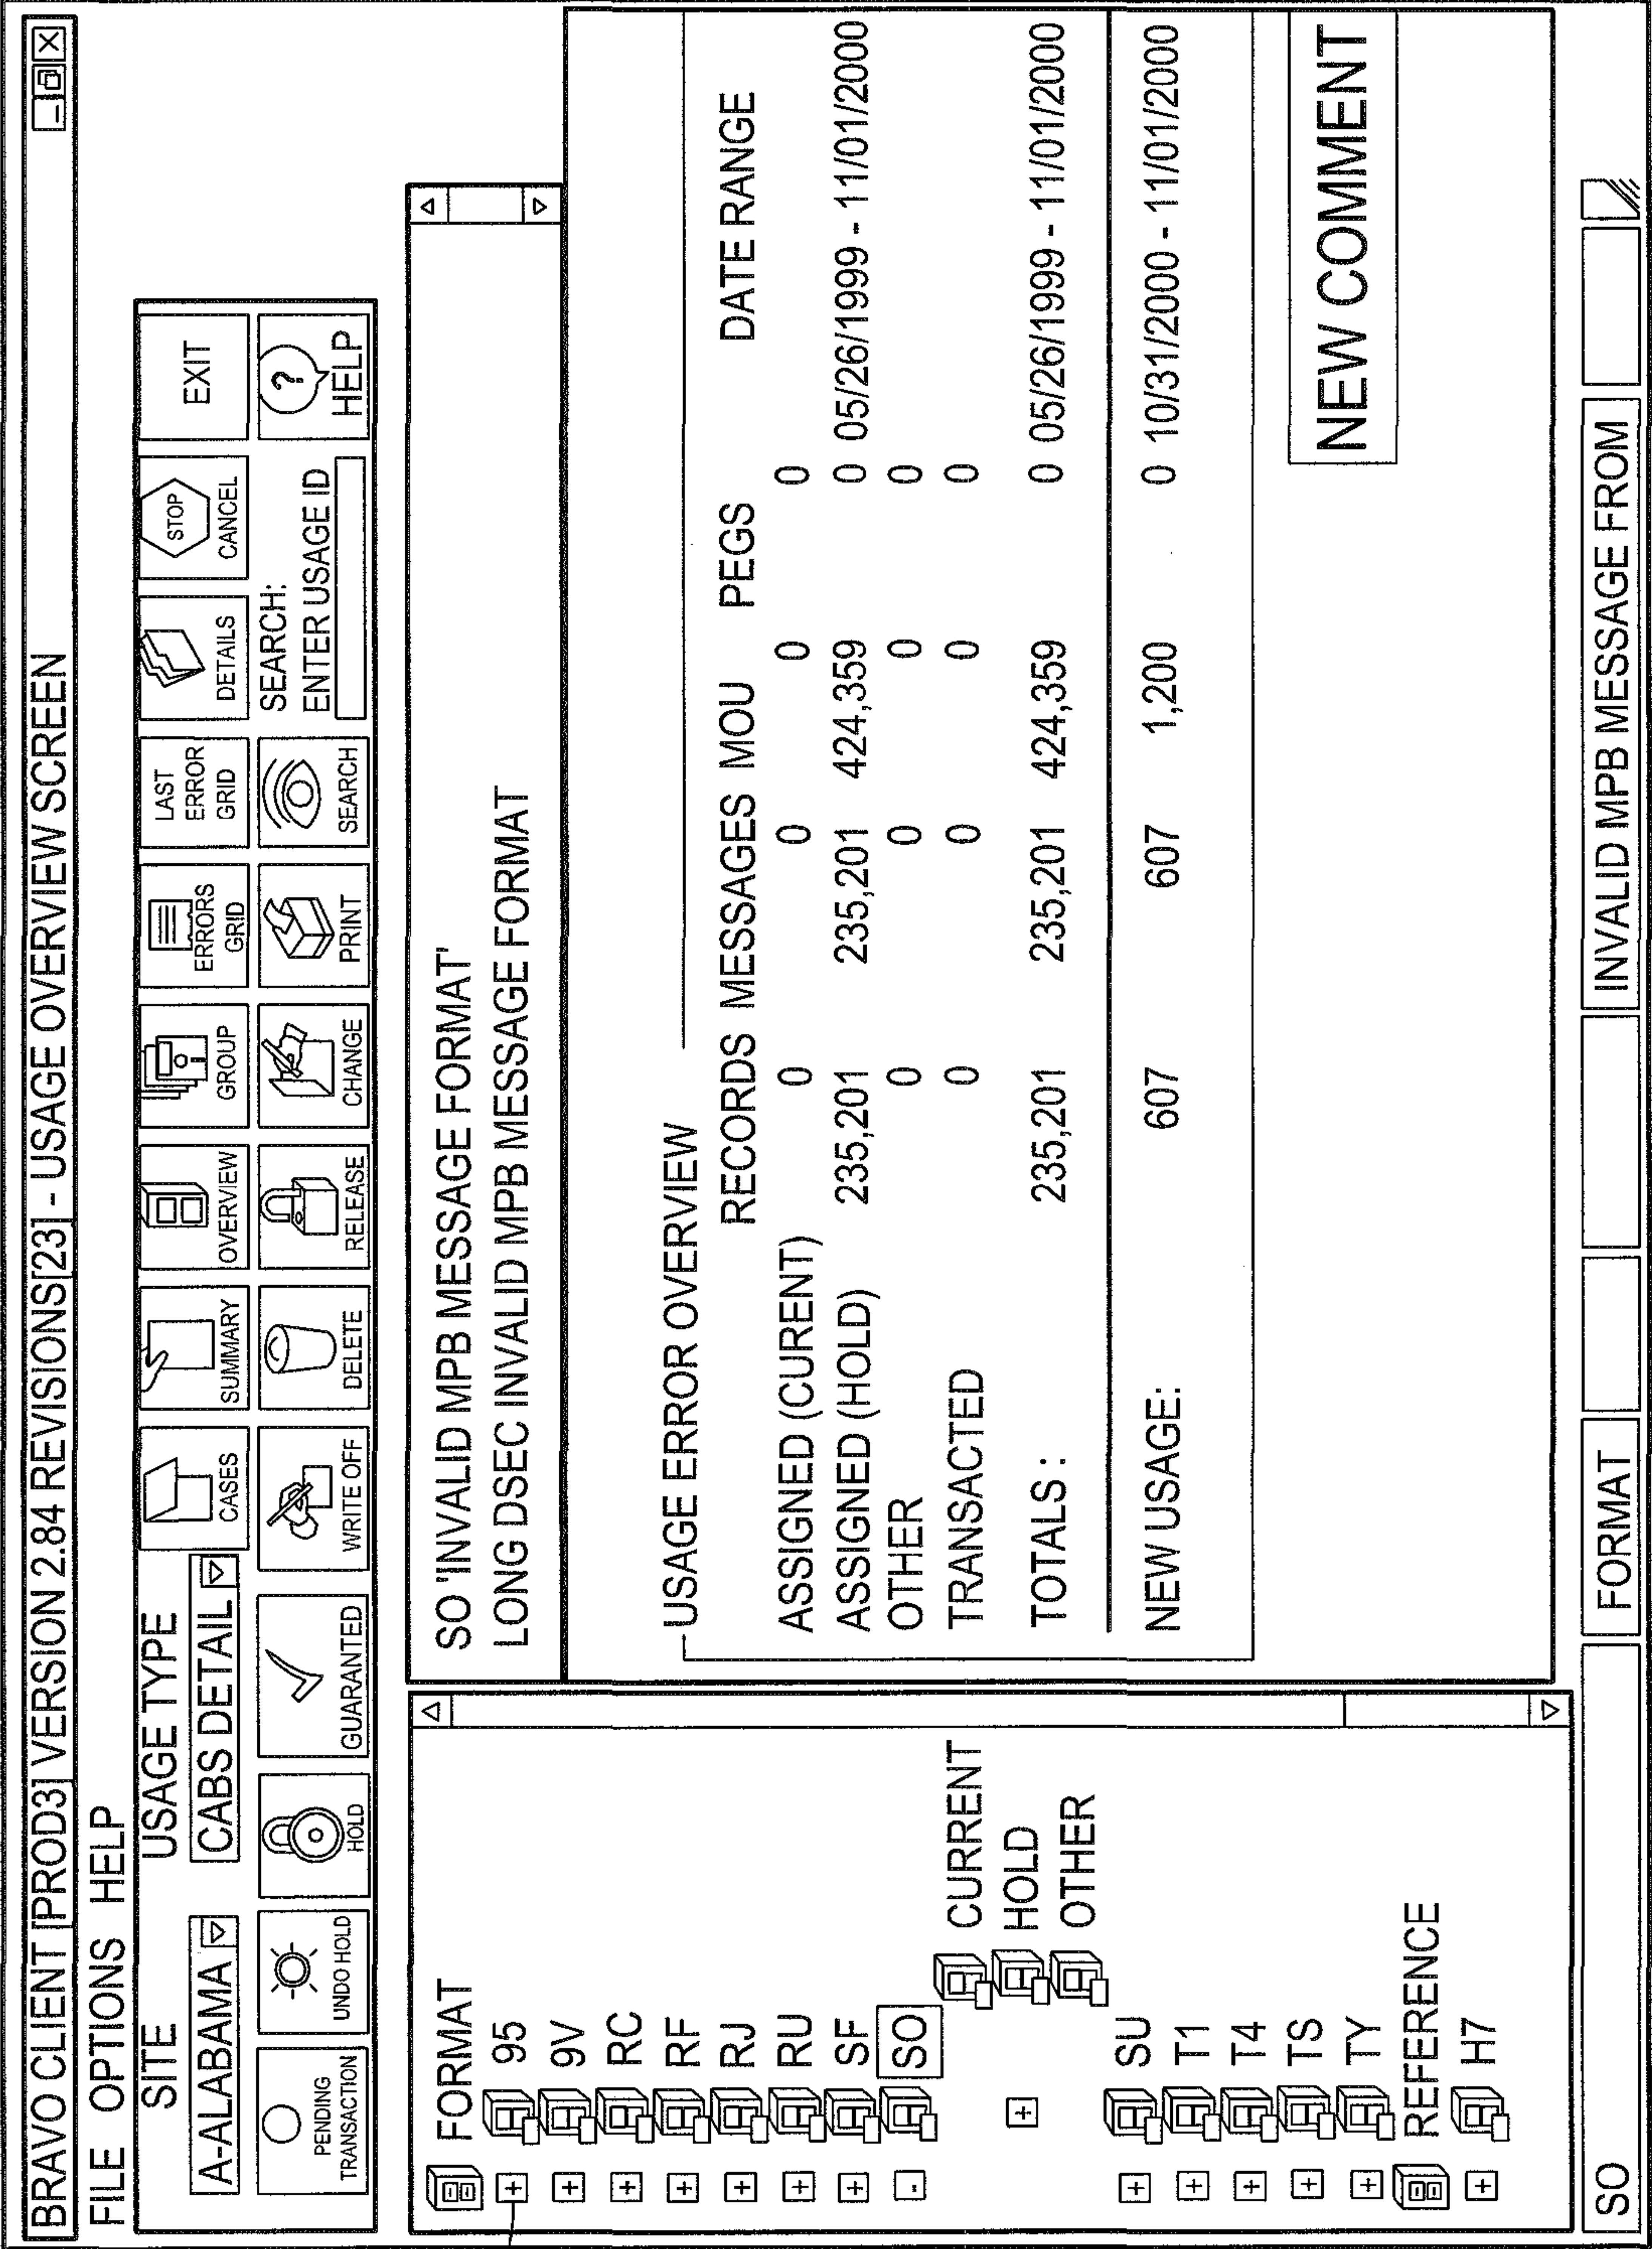 BRAVO CLIENT [PROD3] VERSION 2.84 REVISIONS[23] - USAGE OVERVIEW SCREEN
FILE OPTIONS HELP
SITE USAGE TYPE
A-ALABAMA CABS DETAIL
CASES SUMMARY OVERVIEW GROUP ERRORS GRID LAST ERROR GRID DETAILS STOP CANCEL EXIT
PENDING TRANSACTION UNDO HOLD HOLD GUARANTED WRITE OFF DELETE RELEASE CHANGE PRINT SEARCH
SEARCH:
ENTER USAGE ID
? HELP
FORMAT
+ 95
+ 9V
+ RC
+ RF
+ RJ
+ RU
+ SF
- SO
CURRENT
+ HOLD
OTHER
+ SU
+ T1
+ T4
+ TS
+ TY
REFERENCE
+ H7
SO 'INVALID MPB MESSAGE FORMAT'
LONG DSEC INVALID MPB MESSAGE FORMAT
USAGE ERROR OVERVIEW
RECORDS MESSAGES MOU PEGS DATE RANGE
ASSIGNED (CURENT) 0 0 0 0
ASSIGNED (HOLD) 235,201 235,201 424,359 0 05/26/1999 - 11/01/2000
OTHER 0 0 0 0
TRANSACTED 0 0 0 0
TOTALS: 235,201 235,201 424,359 0 05/26/1999 - 11/01/2000
NEW USAGE: 607 607 1,200 0 10/31/2000 - 11/01/2000
NEW COMMENT
SO FORMAT INVALID MPB MESSAGE FROM